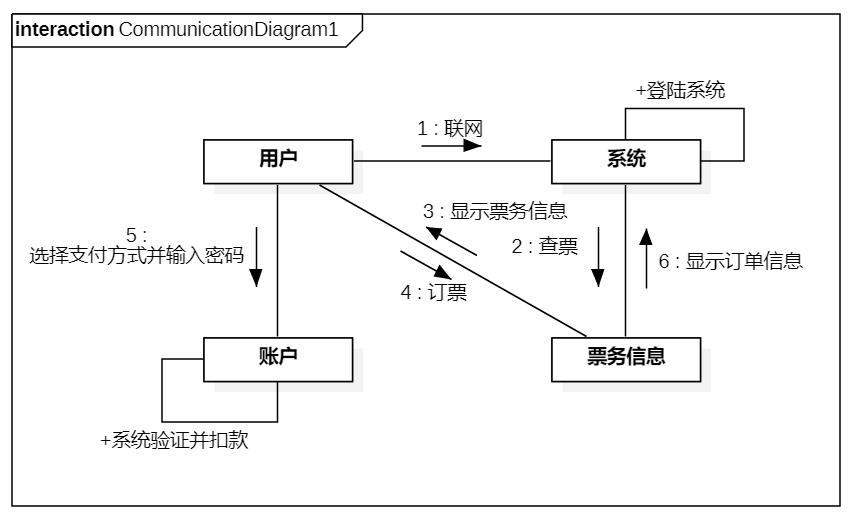 interaction CommunicationDiagram1
+登陆系统
1 : 联网
用户
系统
3 : 显示票务信息
5 :
选择支付方式并输入密码
2 : 查票
6 : 显示订单信息
4 : 订票
账户
票务信息
+系统验证并扣款